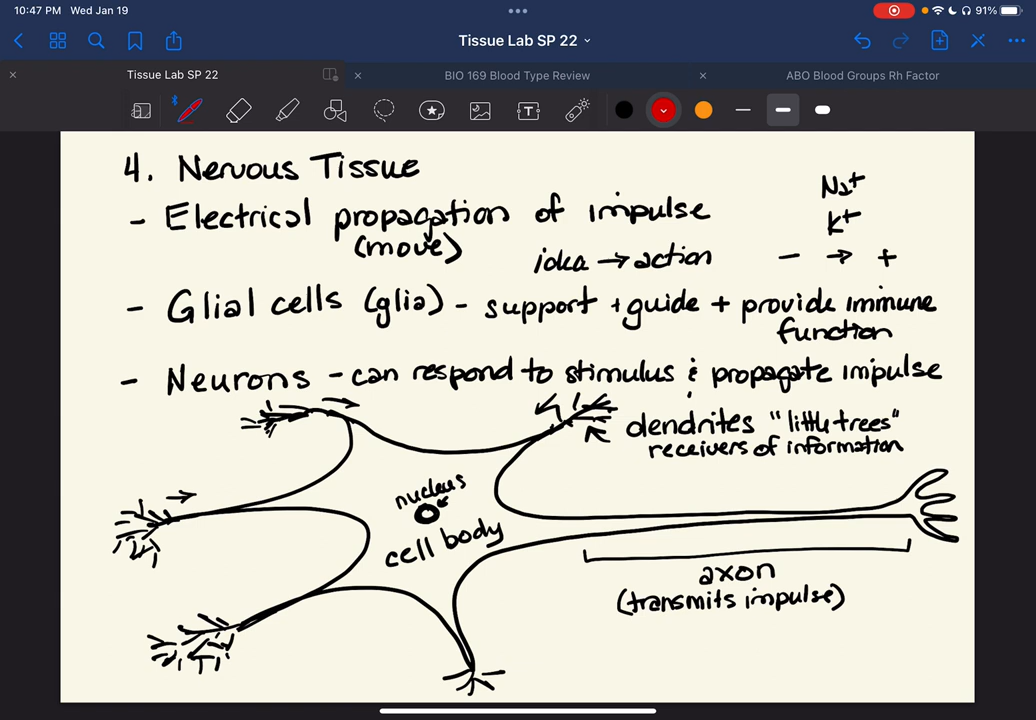 10:47 PM Wed Jan 19
91%
Tissue Lab SP 22
Tissue Lab SP 22
BIO 169 Blood Type Review
ABO Blood Groups Rh Factor
4. Nervous Tissue
- Electrical propagation of impulse
(move)
idea → action
Na+
K+
- → +
- Glial cells (glia) - support + guide + provide immune
function
- Neurons - can respond to stimulus & propagate impulse
dendrites "little trees"
receivers of information
nucleus
cell body
axon
(transmits impulse)